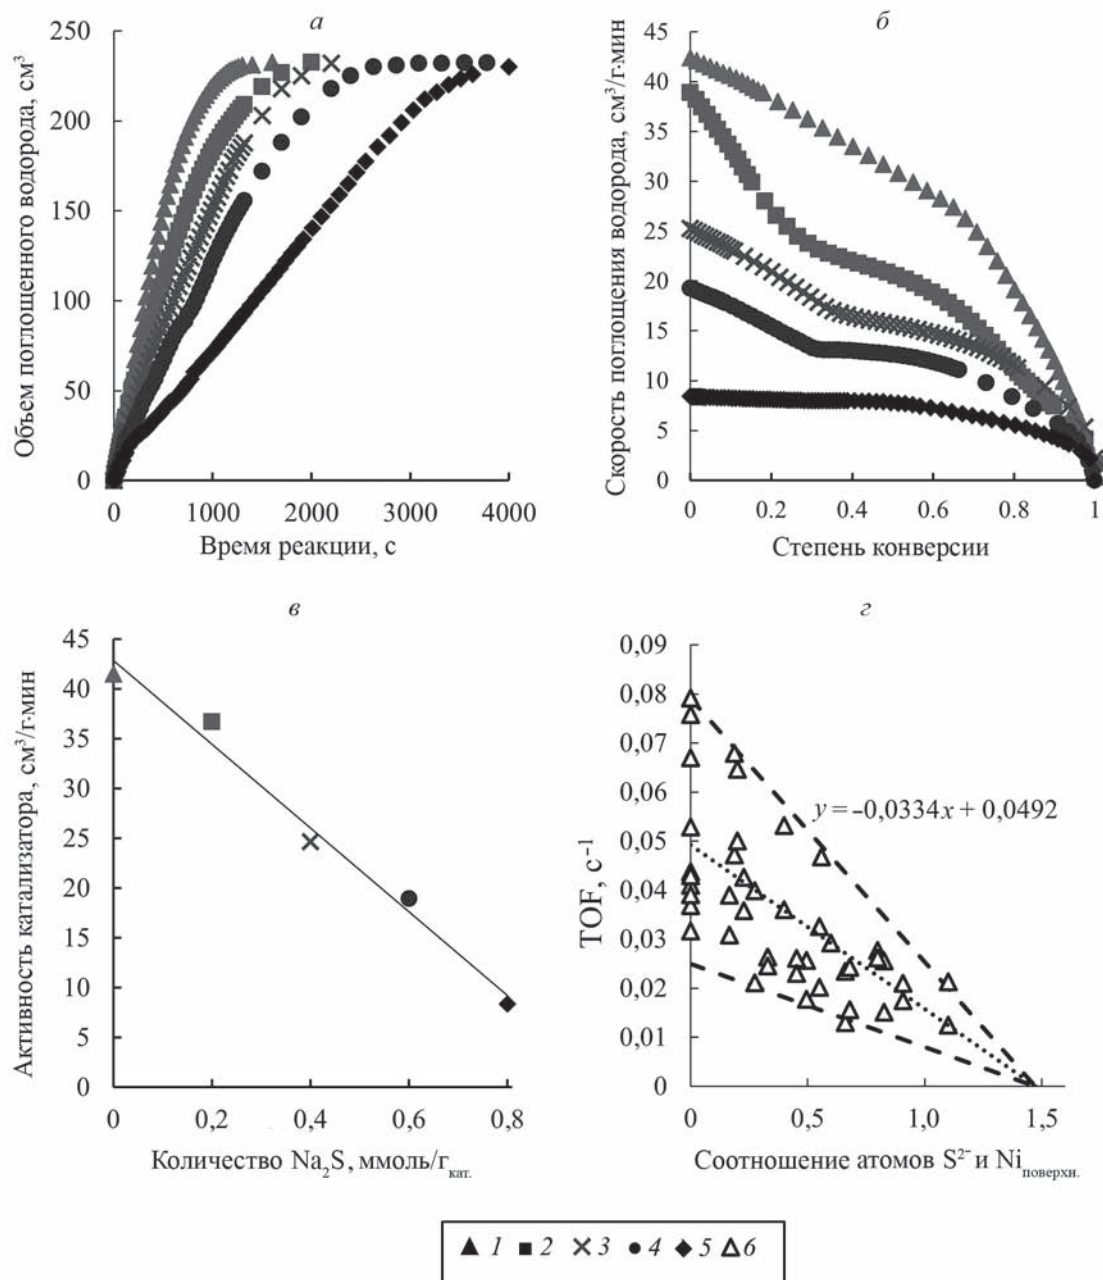 а
Объем поглощенного водорода, см³
250
200
150
100
50
0
0 1000 2000 3000 4000
Время реакции, с
б
Скорость поглощения водорода, см³/г·мин
45
40
35
30
25
20
15
10
5
0
0 0.2 0.4 0.6 0.8 1
Степень конверсии
в
Активность катализатора, см³/г·мин
45
40
35
30
25
20
15
10
5
0
0 0,2 0,4 0,6 0,8
Количество Na₂S, ммоль/г кат.
г
TOF, с⁻¹
0,09
0,08
0,07
0,06
0,05
0,04
0,03
0,02
0,01
0
y = –0,0334x + 0,0492
0 0,5 1,0 1,5
Соотношение атомов S²⁻ и Ni поверхн.
1 2 3 4 5 6